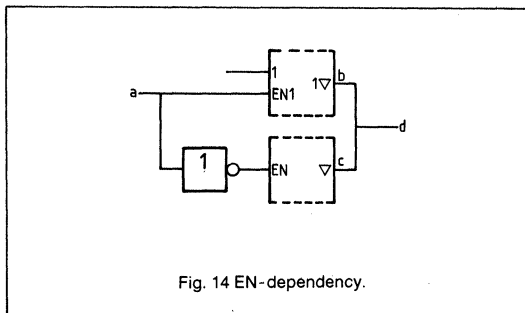 1
a
EN1
1▽
b
d
1
EN
▽
c
Fig. 14 EN-dependency.